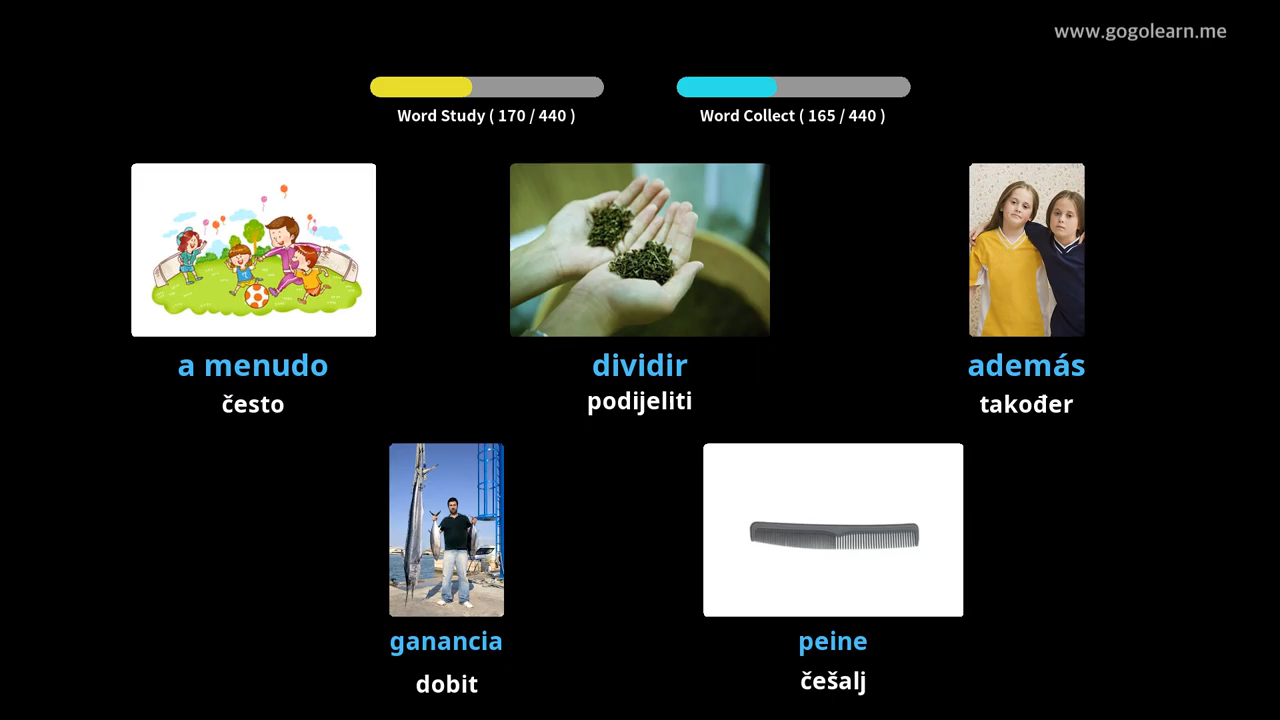 www.gogolearn.me
Word Study ( 170 / 440 )
Word Collect ( 165 / 440 )
a menudo
često
dividir
podijeliti
además
također
ganancia
dobit
peine
češalj